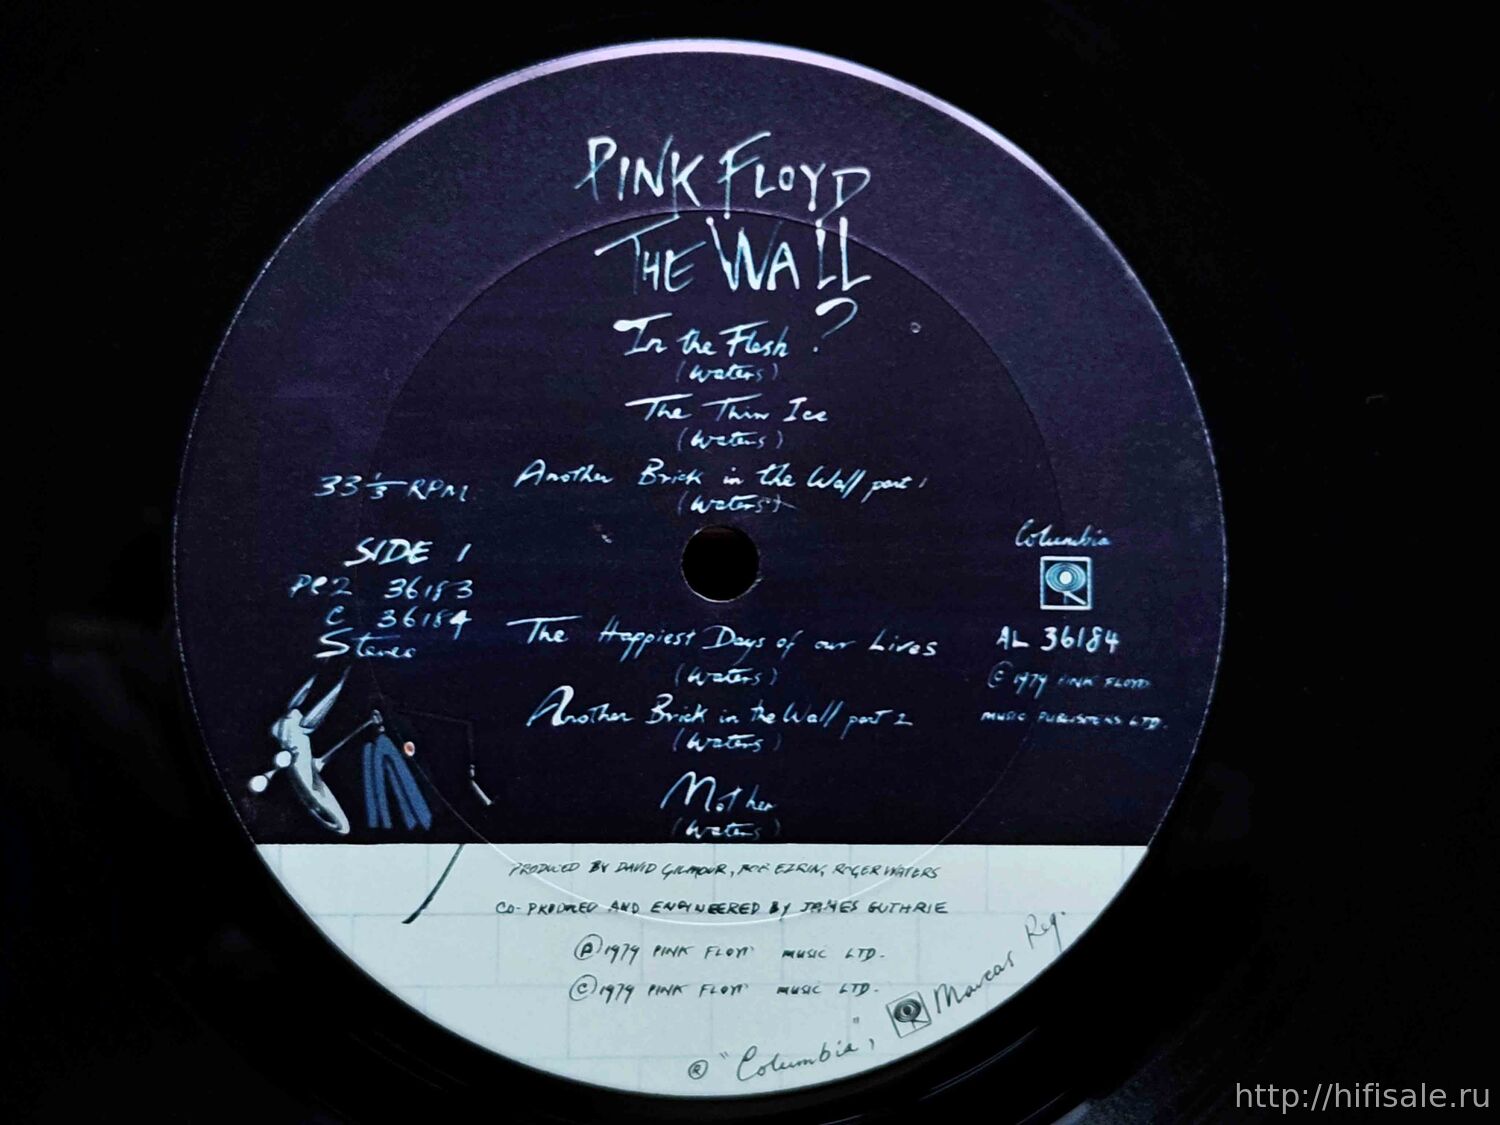 PINK FLOYD
THE WALL
In the Flesh ?
(Waters)
The Thin Ice
(Waters)
Another Brick in the Wall part 1
(Waters)
33 1/3 RPM
SIDE 1
PC2 36183
C 36184
Stereo
Columbia
AL 36184
© 1979 PINK FLOYD
MUSIC PUBLISHERS LTD.
The Happiest Days of our Lives
(Waters)
Another Brick in the Wall part 2
(Waters)
Mother
(Waters)
PRODUCED BY DAVID GILMOUR, BOB EZRIN, ROGER WATERS
CO-PRODUCED AND ENGINEERED BY JAMES GUTHRIE
Ⓟ 1979 PINK FLOYD MUSIC LTD.
© 1979 PINK FLOYD MUSIC LTD.
® "Columbia", Marcas Reg.
http://hifisale.ru